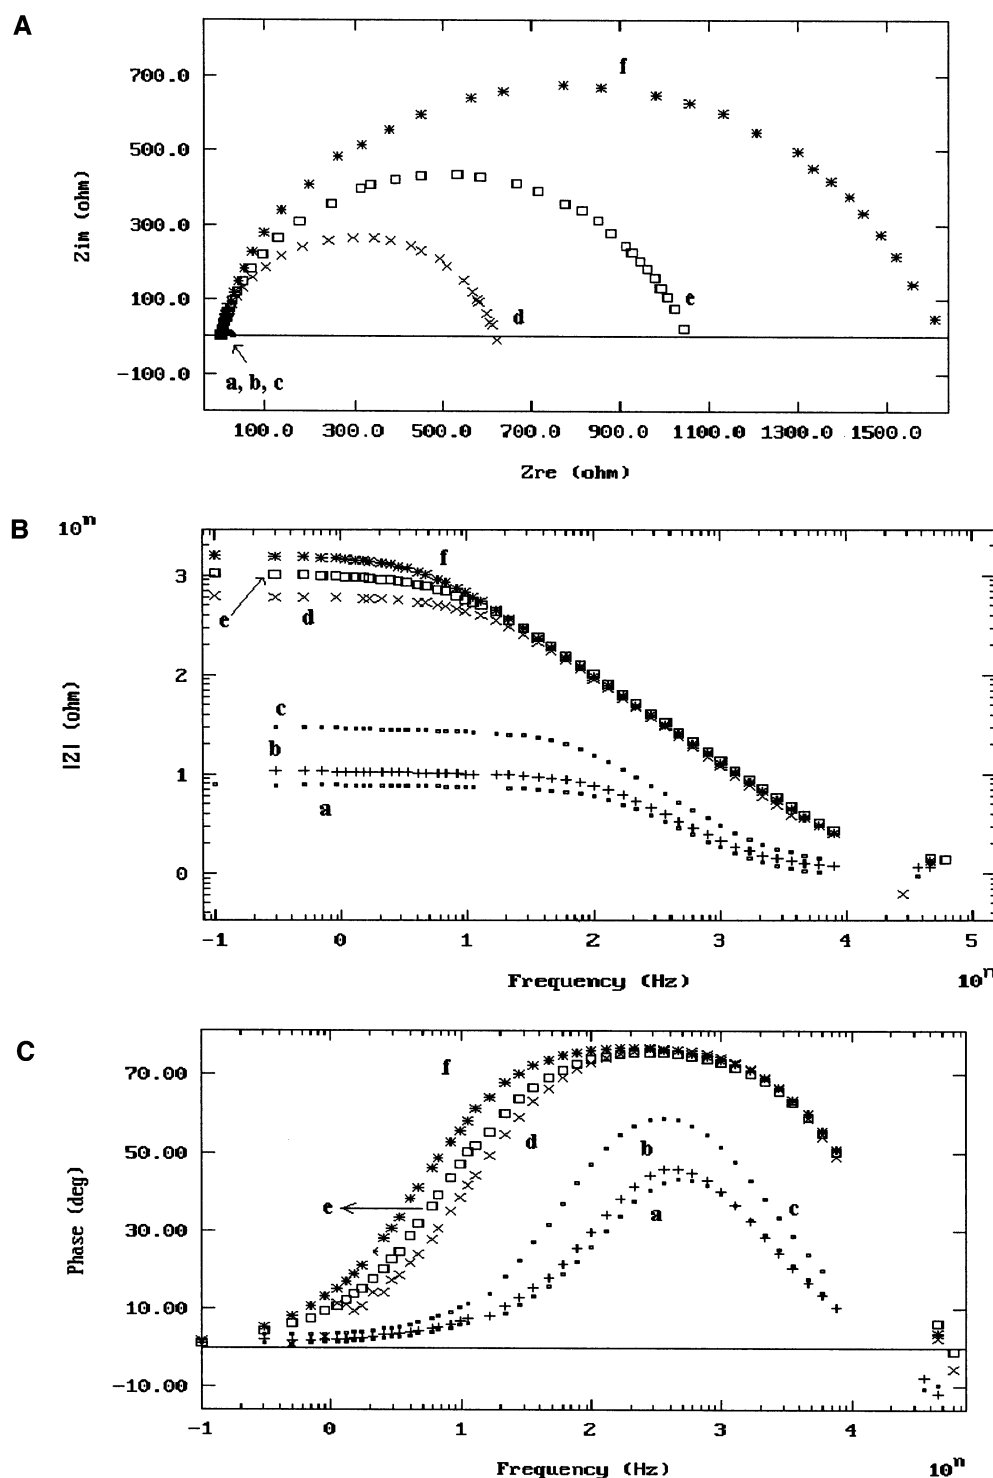 A
f
700.0
500.0
Zim (ohm)
300.0
100.0
e
d
-100.0
a, b, c
100.0 300.0 500.0 700.0 900.0 1100.0 1300.0 1500.0
Zre (ohm)
B
10^n
f
3
e
d
|Z| (ohm)
2
c
b
1
a
0
-1 0 1 2 3 4 5
Frequency (Hz) 10^n
C
f
70.00
d
50.00
b
Phase (deg)
e
a
c
30.00
10.00
-10.00
-1 0 1 2 3 4
Frequency (Hz) 10^n